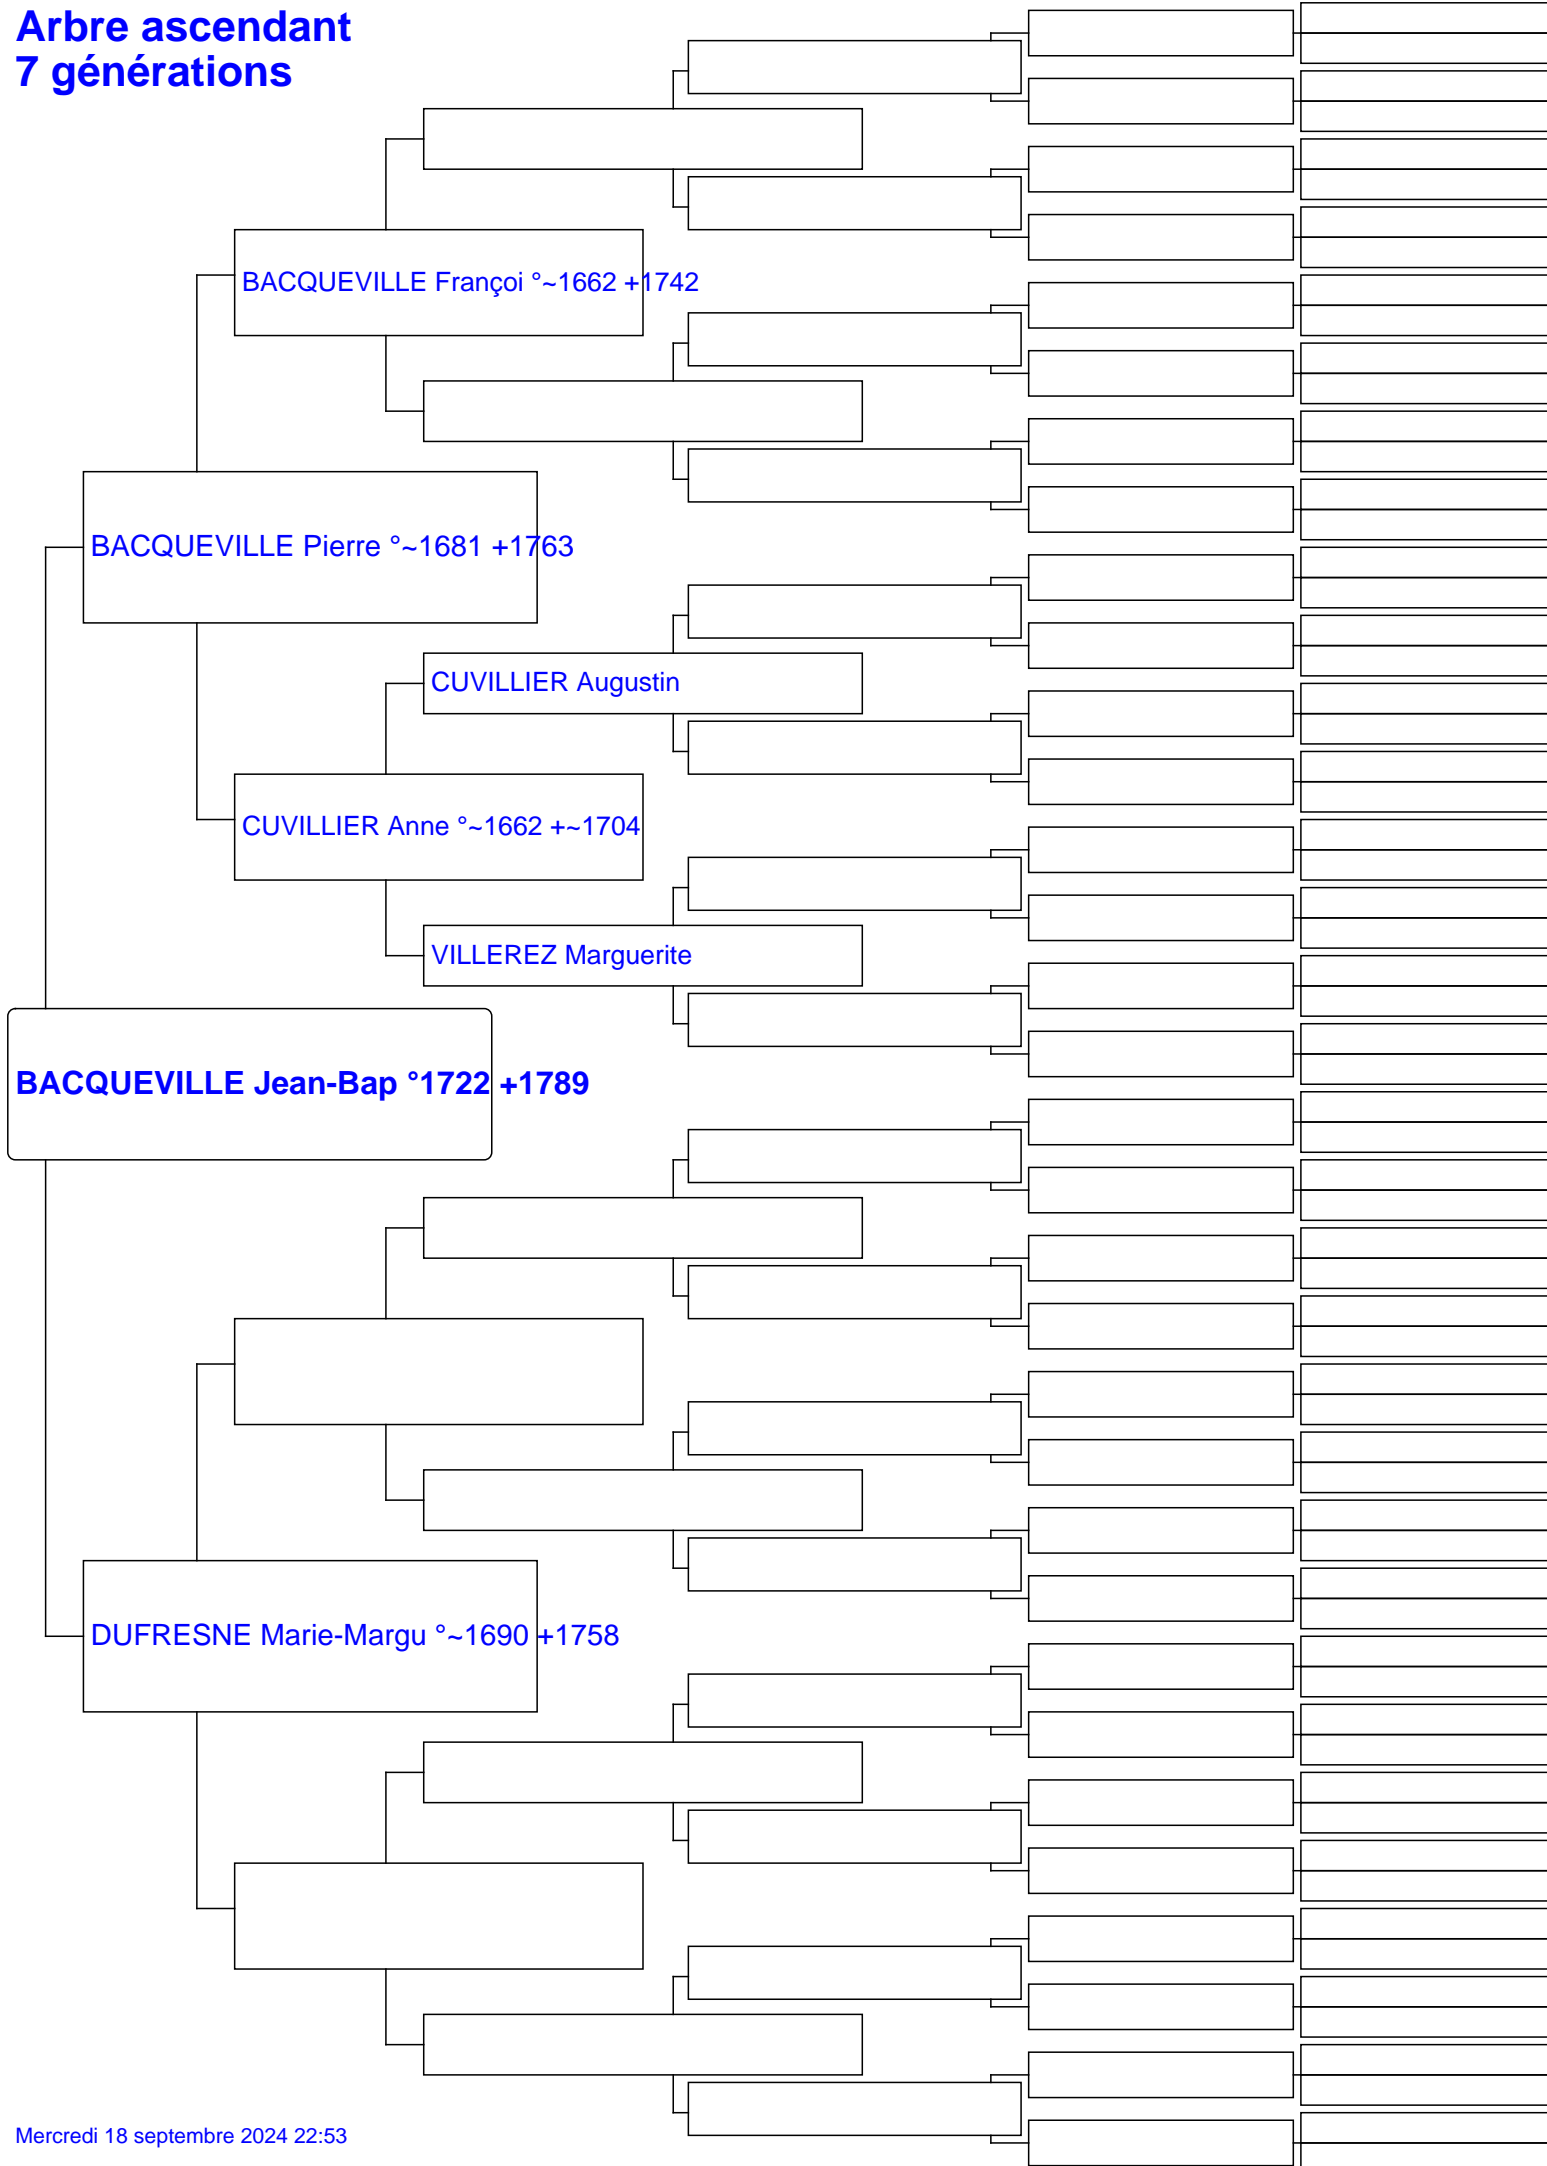 Arbre ascendant
7 générations
BACQUEVILLE Françoi °~1662 +1742
BACQUEVILLE Pierre °~1681 +1763
CUVILLIER Augustin
CUVILLIER Anne °~1662 +~1704
VILLEREZ Marguerite
BACQUEVILLE Jean-Bap °1722 +1789
DUFRESNE Marie-Margu °~1690 +1758
Mercredi 18 septembre 2024 22:53